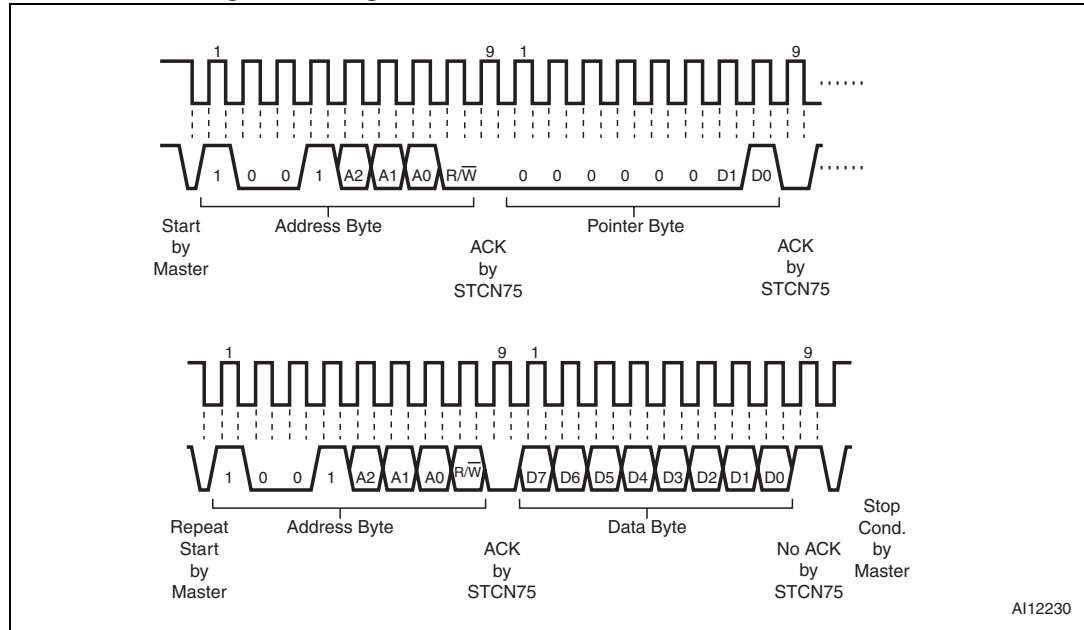 1 9 1 9
1 0 0 1 A2 A1 A0 R/W 0 0 0 0 0 0 D1 D0
Address Byte Pointer Byte
Start
by
Master
ACK
by
STCN75
ACK
by
STCN75
1 9 1 9
1 0 0 1 A2 A1 A0 R/W D7 D6 D5 D4 D3 D2 D1 D0
Address Byte Data Byte
Repeat
Start
by
Master
ACK
by
STCN75
No ACK
by
STCN75
Stop
Cond.
by
Master
AI12230